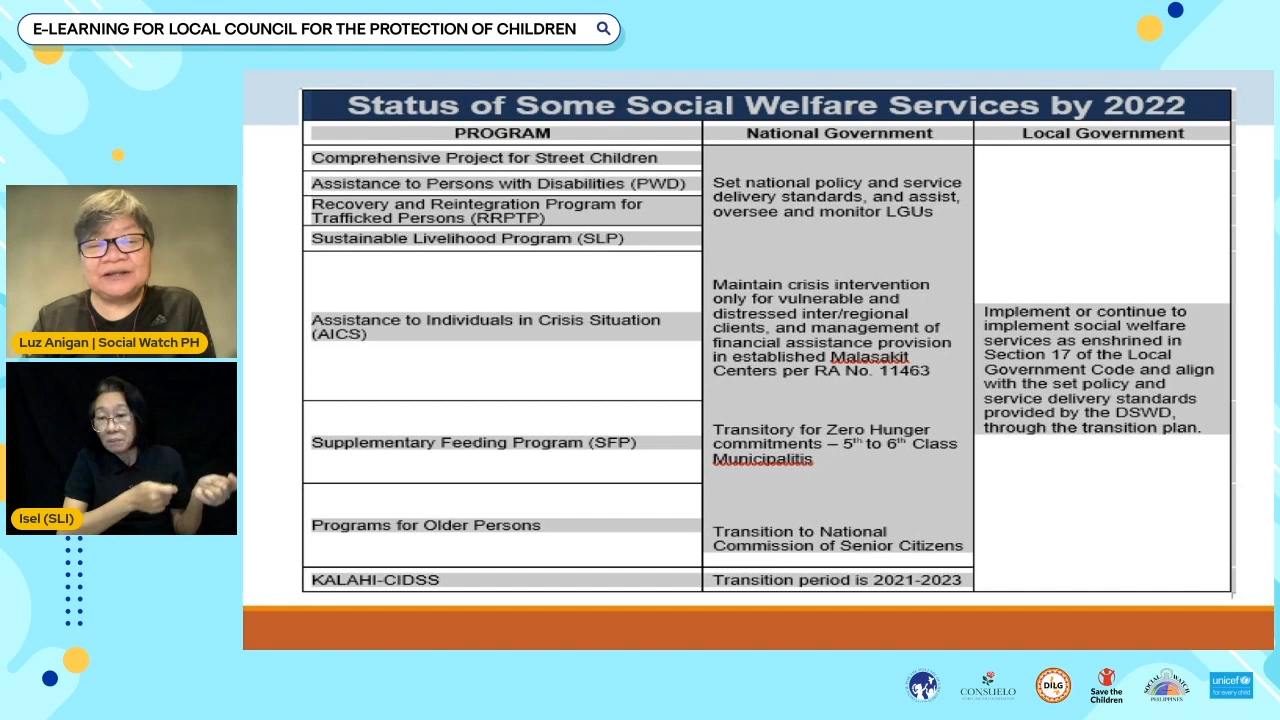 E-LEARNING FOR LOCAL COUNCIL FOR THE PROTECTION OF CHILDREN
Status of Some Social Welfare Services by 2022
PROGRAM
National Government
Local Government
Comprehensive Project for Street Children
Assistance to Persons with Disabilities (PWD)
Recovery and Reintegration Program for
Trafficked Persons (RRPTP)
Sustainable Livelihood Program (SLP)
Set national policy and service
delivery standards, and assist,
oversee and monitor LGUs
Assistance to Individuals in Crisis Situation
(AICS)
Maintain crisis intervention
only for vulnerable and
distressed inter/regional
clients, and management of
financial assistance provision
in established Malasakit
Centers per RA No. 11463
Implement or continue to
implement social welfare
services as enshrined in
Section 17 of the Local
Government Code and align
with the set policy and
service delivery standards
provided by the DSWD,
through the transition plan.
Supplementary Feeding Program (SFP)
Transitory for Zero Hunger
commitments – 5th to 6th Class
Municipalitis
Programs for Older Persons
Transition to National
Commission of Senior Citizens
KALAHI-CIDSS
Transition period is 2021-2023
Luz Anigan | Social Watch PH
Isel (SLI)
CONSUELO
DILG
Save the
Children
SOCIAL WATCH
PHILIPPINES
unicef
for every child